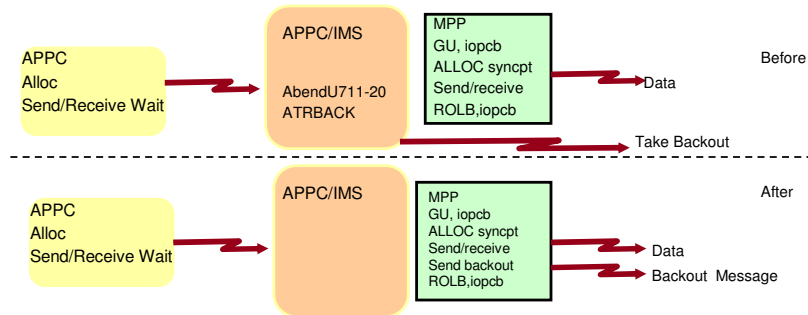 APPC
Alloc
Send/Receive Wait
APPC/IMS
AbendU711-20
ATRBACK
MPP
GU, iopcb
ALLOC syncpt
Send/receive
ROLB,iopcb
Data
Before
Take Backout
APPC
Alloc
Send/Receive Wait
APPC/IMS
MPP
GU, iopcb
ALLOC syncpt
Send/receive
Send backout
ROLB,iopcb
After
Data
Backout Message